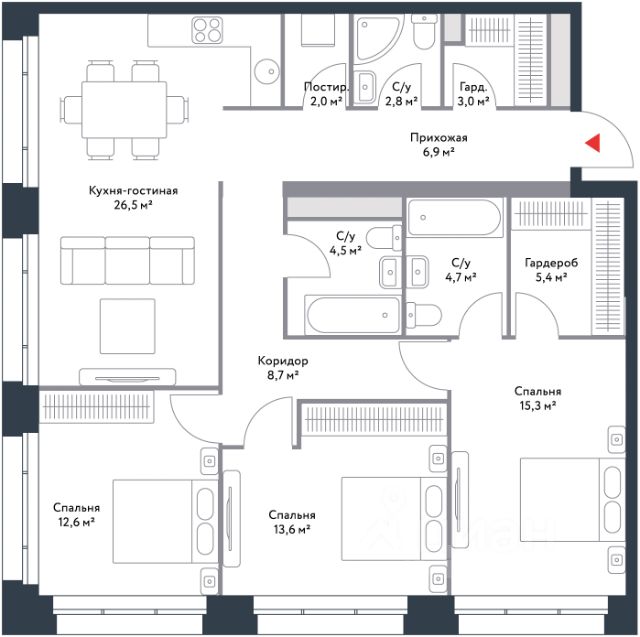 Постир.
2,0 м²
С/у
2,8 м²
Гард.
3,0 м²
Прихожая
6,9 м²
Кухня-гостиная
26,5 м²
С/у
4,5 м²
С/у
4,7 м²
Гардероб
5,4 м²
Коридор
8,7 м²
Спальня
15,3 м²
Спальня
12,6 м²
Спальня
13,6 м²